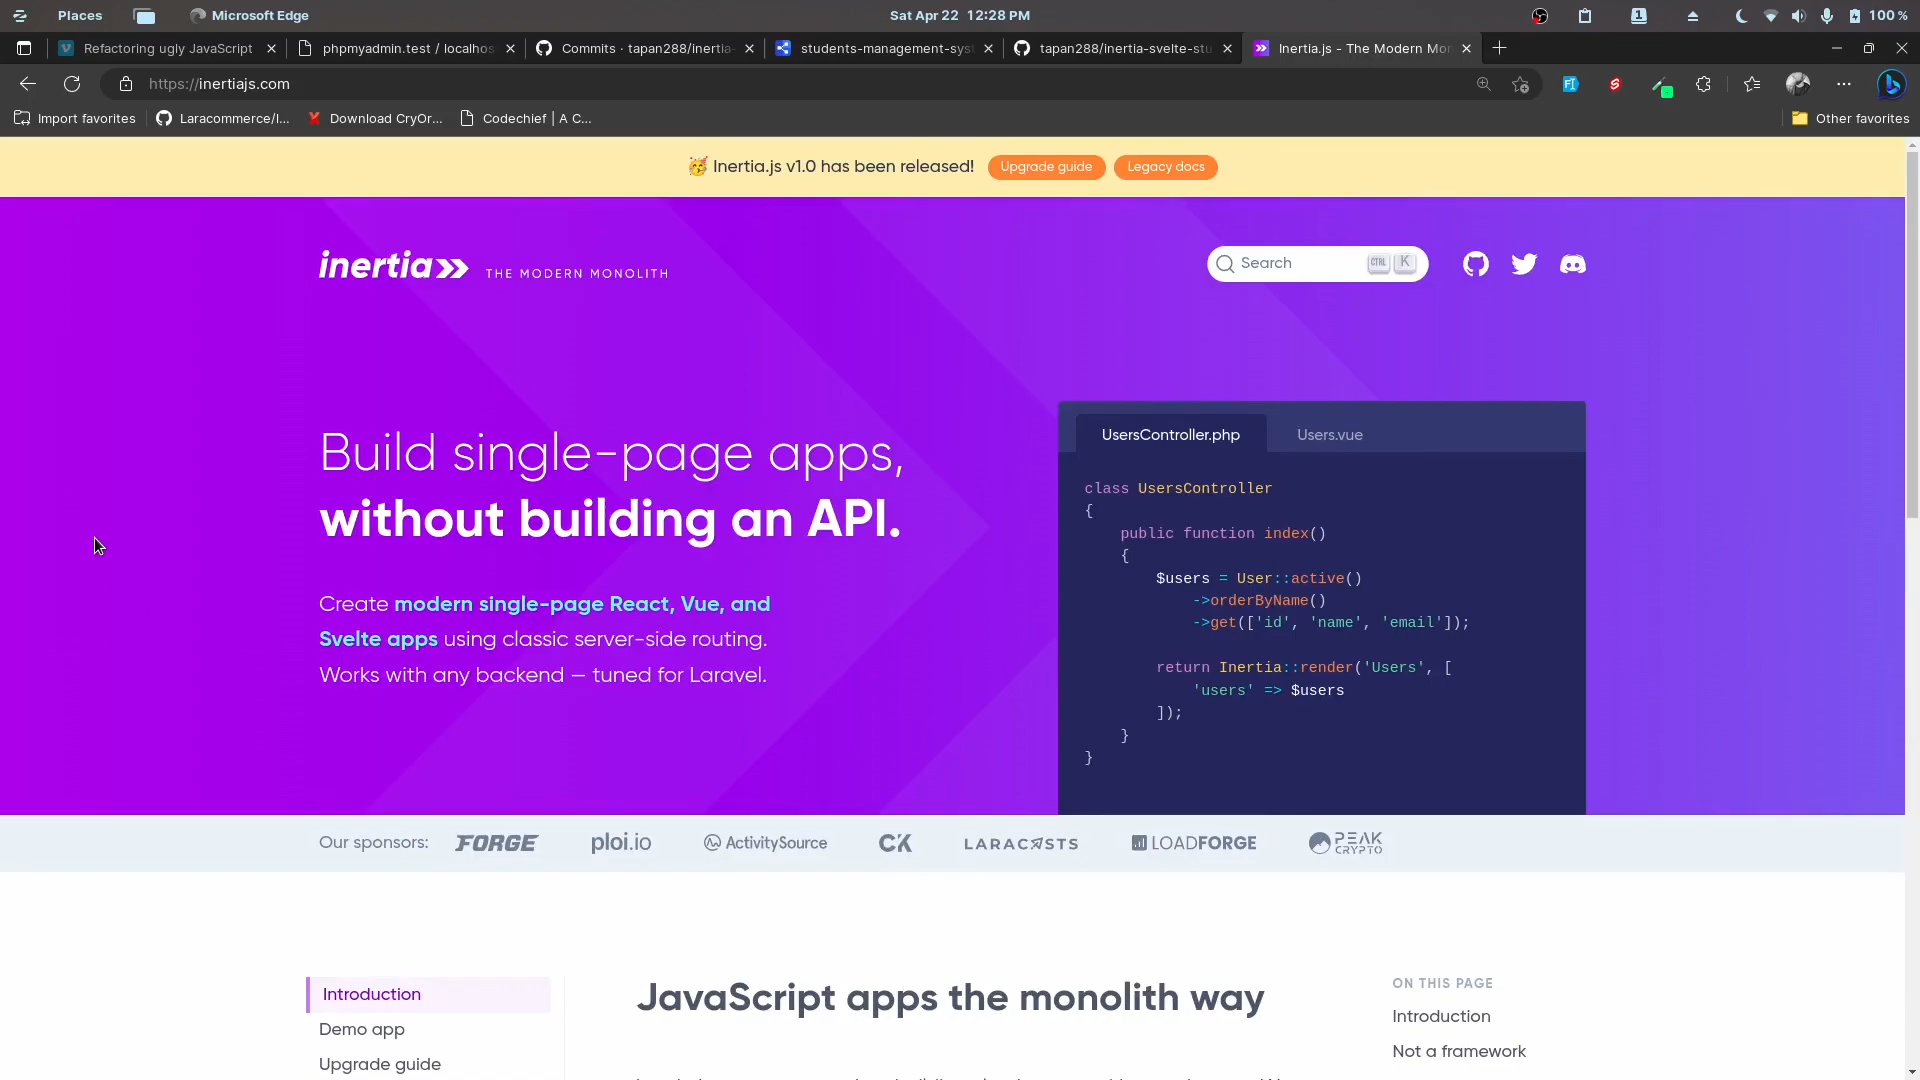 Places
Microsoft Edge
Sat Apr 22 12:28 PM
1
100 %
Refactoring ugly JavaScript
phpmyadmin.test / localhos
Commits · tapan288/inertia-
students-management-syst
tapan288/inertia-svelte-stu
Inertia.js - The Modern Mon
https://inertiajs.com
Import favorites
Laracommerce/l...
Download CryOr...
Codechief | A C...
Other favorites
Inertia.js v1.0 has been released!
Upgrade guide
Legacy docs
inertia
THE MODERN MONOLITH
Search
CTRL
K
Build single-page apps,
without building an API.
Create modern single-page React, Vue, and
Svelte apps using classic server-side routing.
Works with any backend — tuned for Laravel.
UsersController.php
Users.vue
class UsersController
{
public function index()
{
$users = User::active()
->orderByName()
->get(['id', 'name', 'email']);
return Inertia::render('Users', [
'users' => $users
]);
}
}
Our sponsors:
FORGE
ploi.io
ActivitySource
CK
LARACASTS
LOADFORGE
PEAK
CRYPTO
Introduction
Demo app
Upgrade guide
JavaScript apps the monolith way
ON THIS PAGE
Introduction
Not a framework